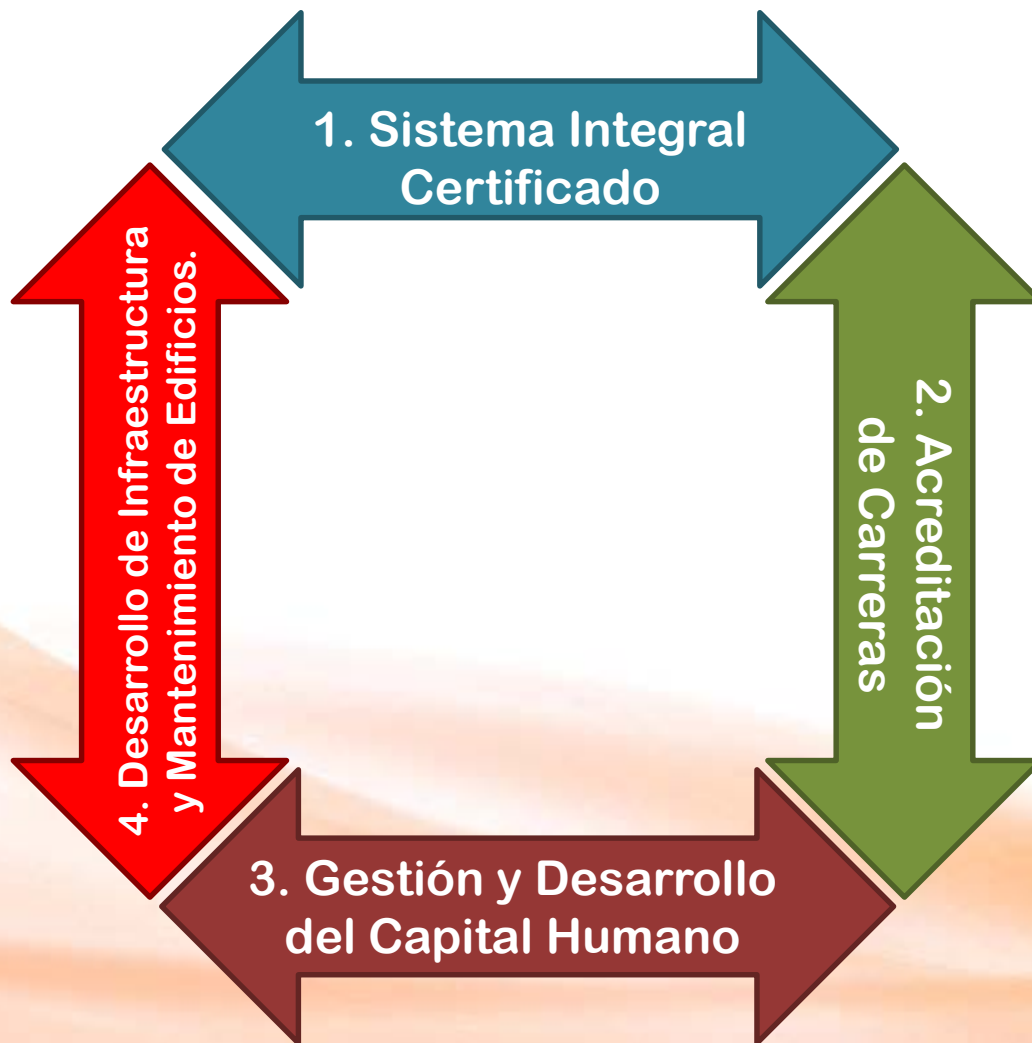 1. Sistema Integral
Certificado
2. Acreditación
de Carreras
3. Gestión y Desarrollo
del Capital Humano
4. Desarrollo de Infraestructura
y Mantenimiento de Edificios.